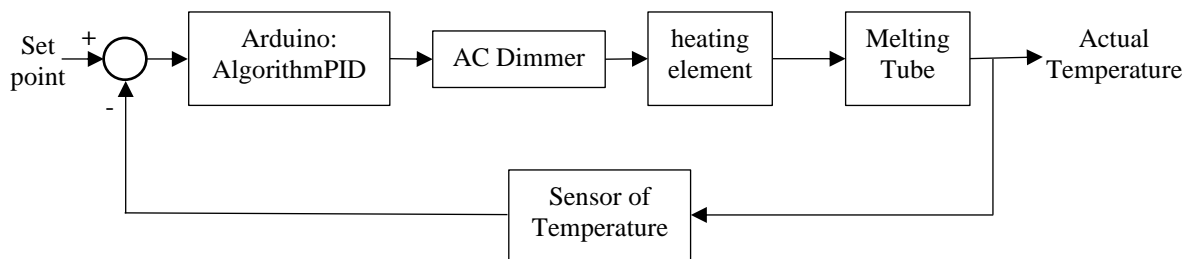 Set
point
+
-
Arduino:
AlgorithmPID
AC Dimmer
heating
element
Melting
Tube
Actual
Temperature
Sensor of
Temperature